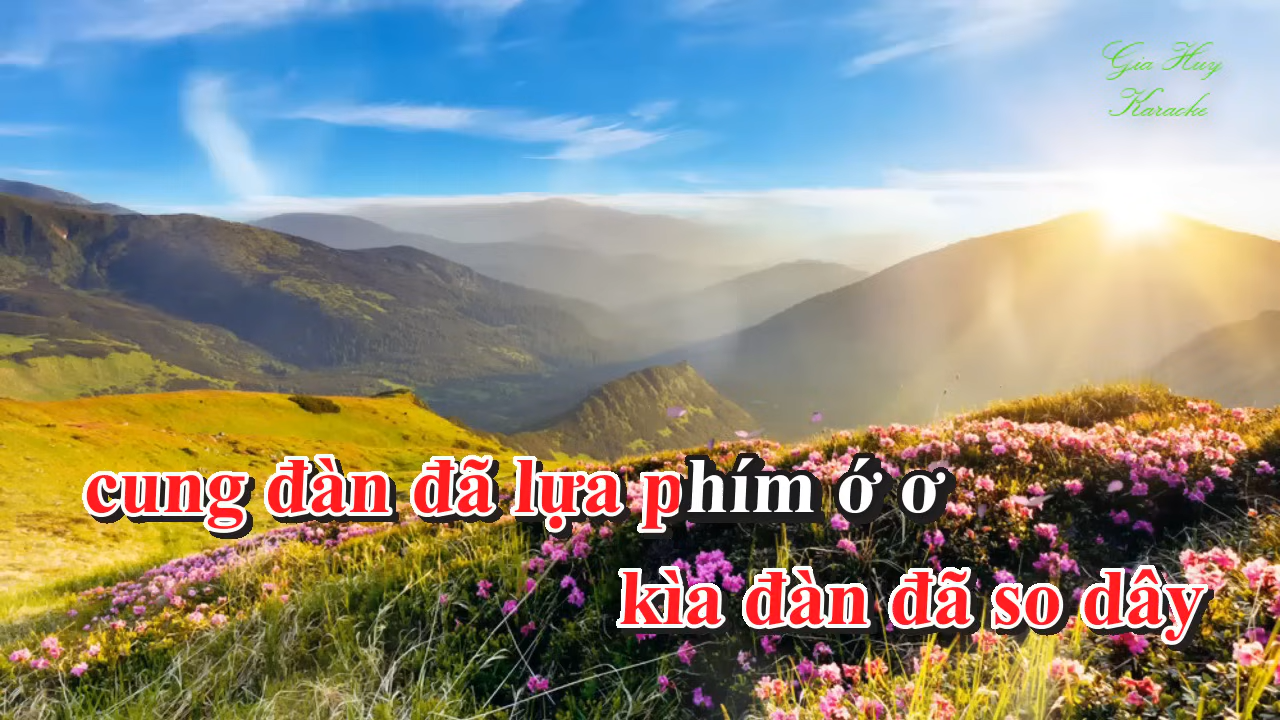 Gia Huy
Karaoke
cung đàn đã lựa phím ớ ơ
kìa đàn đã so dây